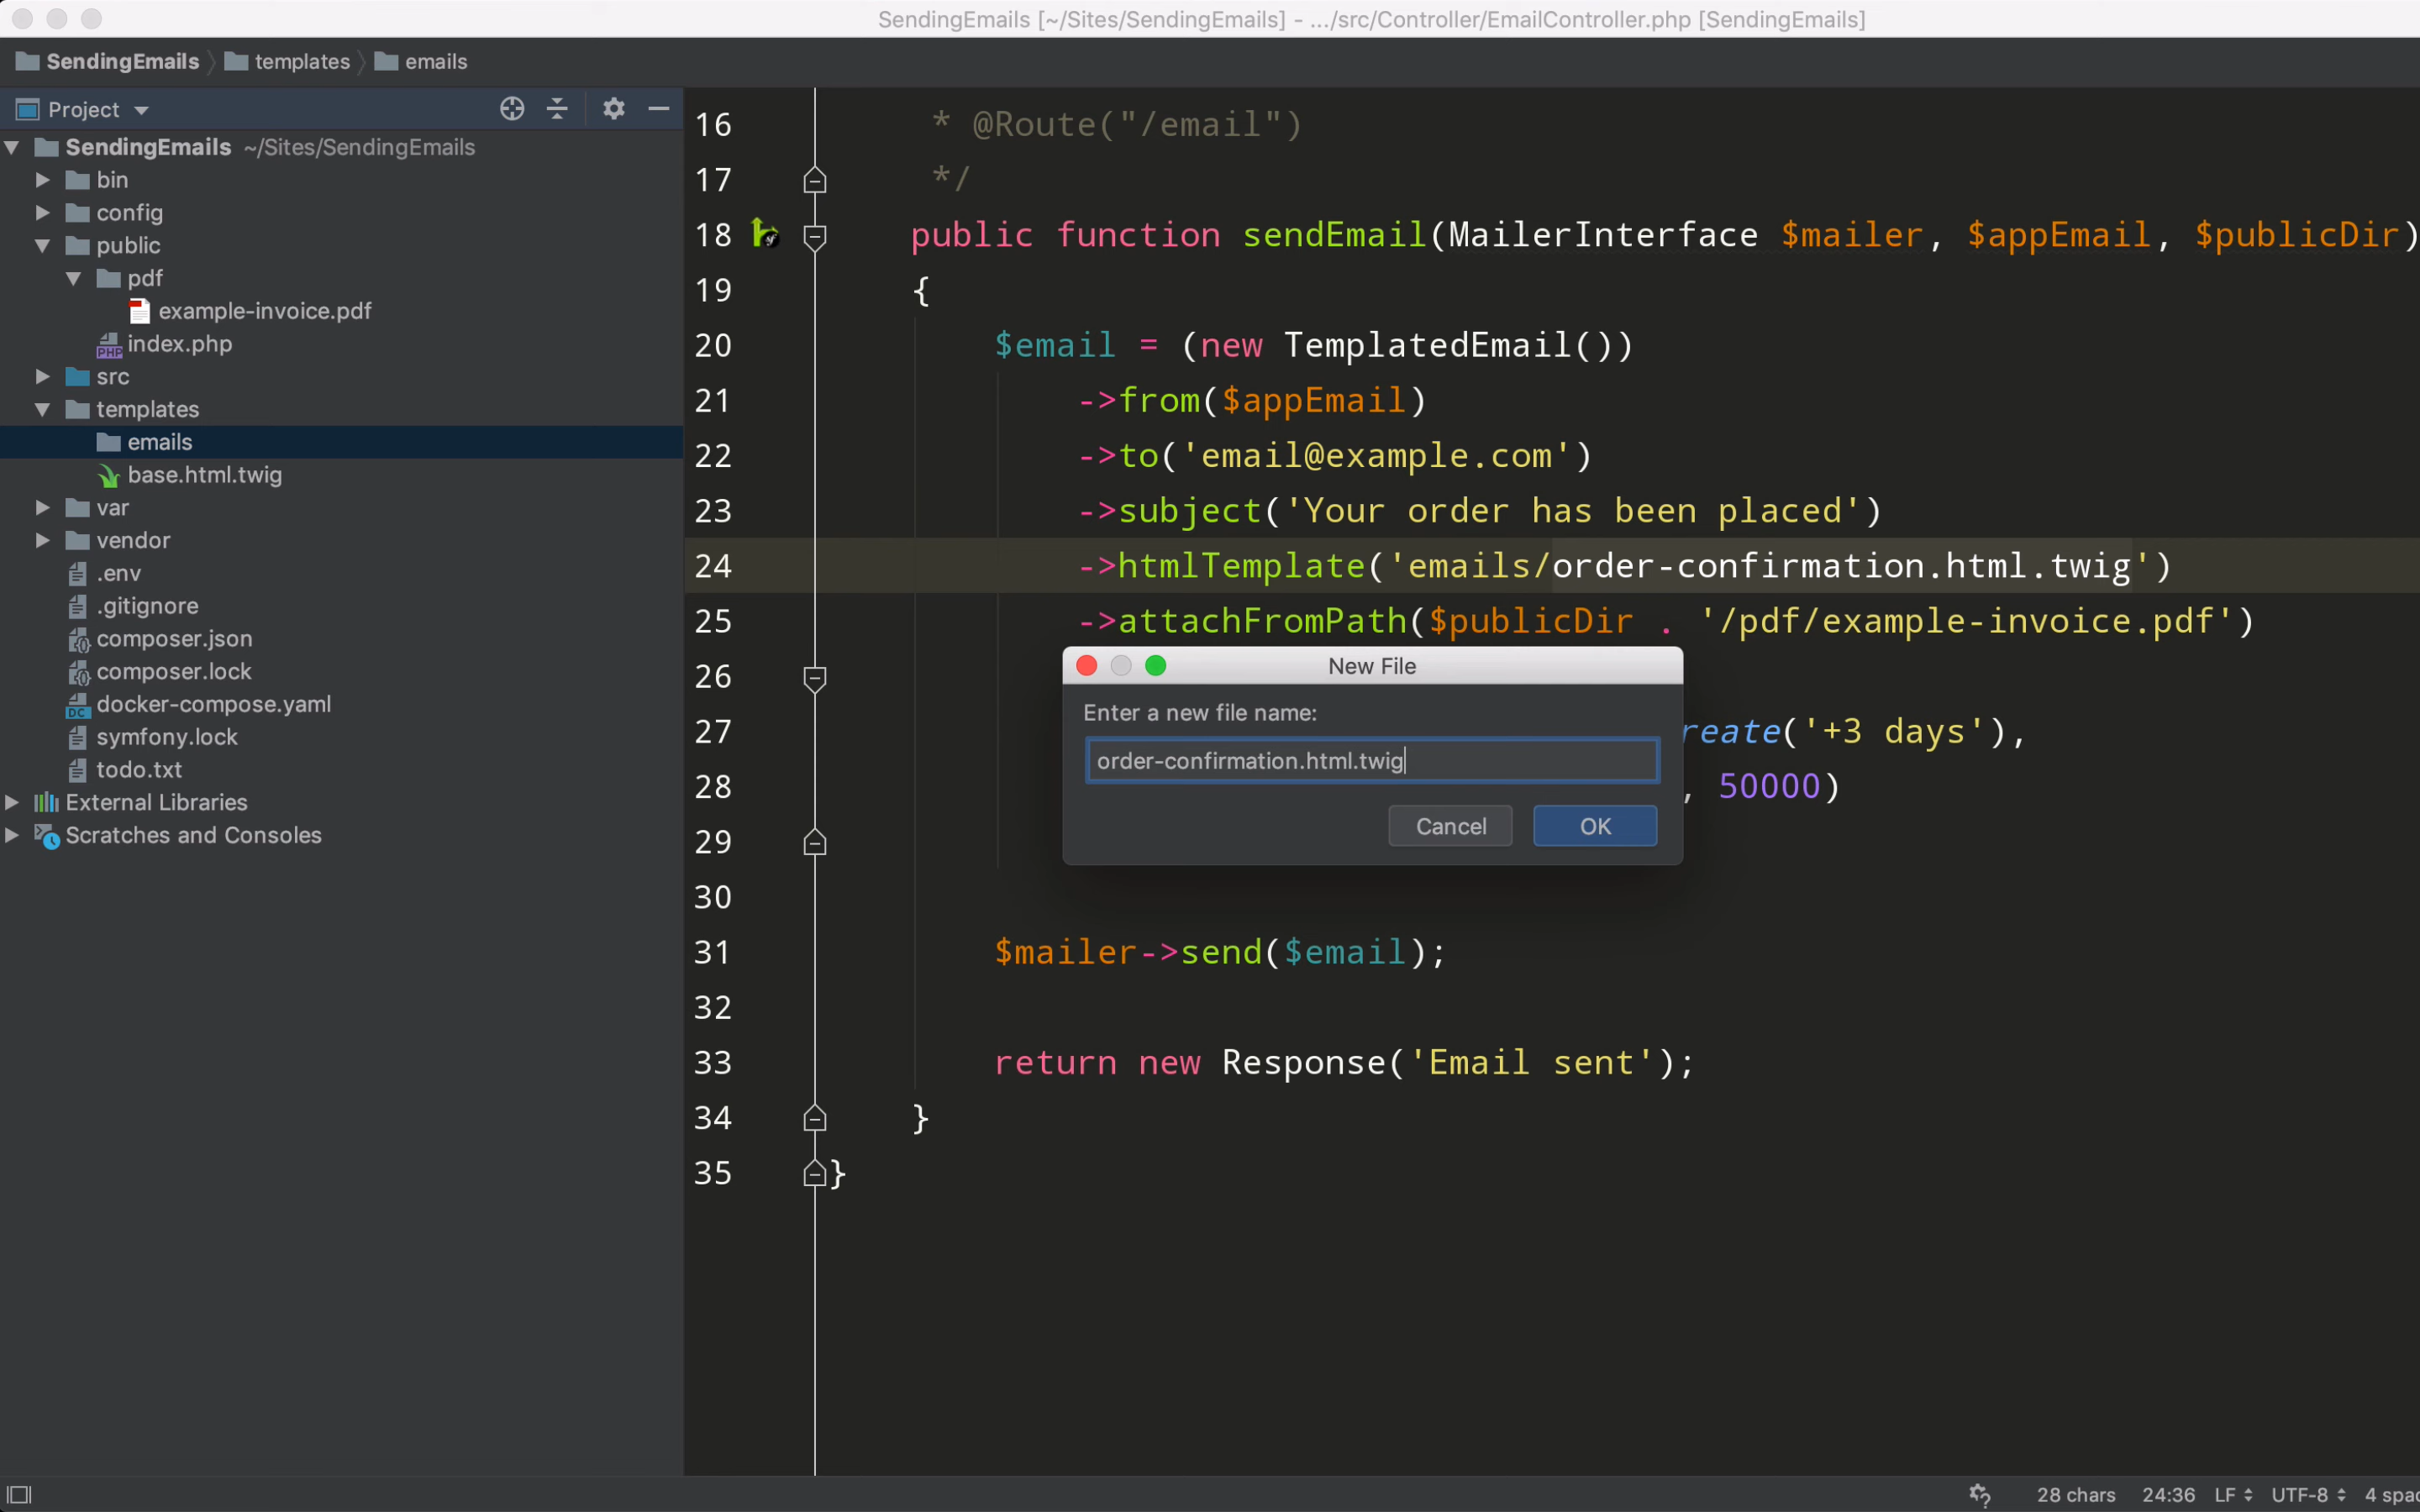 SendingEmails [~/Sites/SendingEmails] - .../src/Controller/EmailController.php [SendingEmails]
SendingEmails templates emails
Project
SendingEmails ~/Sites/SendingEmails
bin
config
public
pdf
example-invoice.pdf
index.php
src
templates
emails
base.html.twig
var
vendor
.env
.gitignore
composer.json
composer.lock
docker-compose.yaml
symfony.lock
todo.txt
External Libraries
Scratches and Consoles
16 * @Route("/email")
17 */
18 public function sendEmail(MailerInterface $mailer, $appEmail, $publicDir)
19 {
20 $email = (new TemplatedEmail())
21 ->from($appEmail)
22 ->to('email@example.com')
23 ->subject('Your order has been placed')
24 ->htmlTemplate('emails/order-confirmation.html.twig')
25 ->attachFromPath($publicDir . '/pdf/example-invoice.pdf')
26
27 reate('+3 days'),
28 , 50000)
29
30
31 $mailer->send($email);
32
33 return new Response('Email sent');
34 }
35 }
New File
Enter a new file name:
order-confirmation.html.twig
Cancel OK
28 chars 24:36 LF UTF-8 4 spac